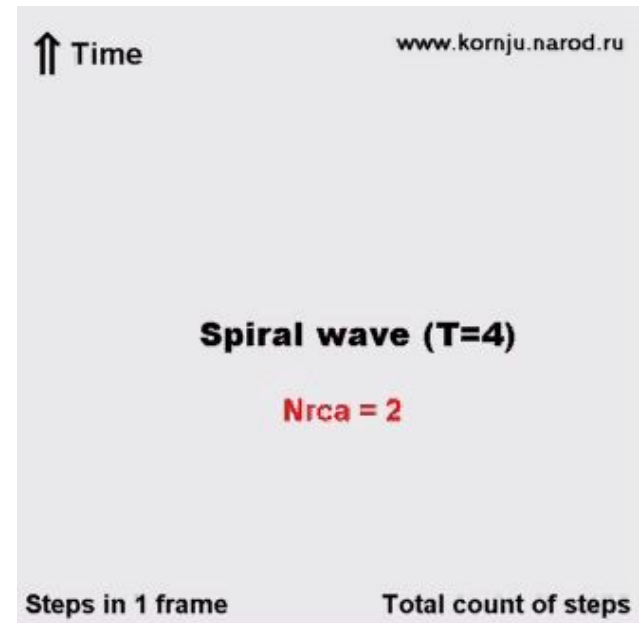 ⇑ Time
www.kornju.narod.ru
Spiral wave (T=4)
Nrca = 2
Steps in 1 frame
Total count of steps